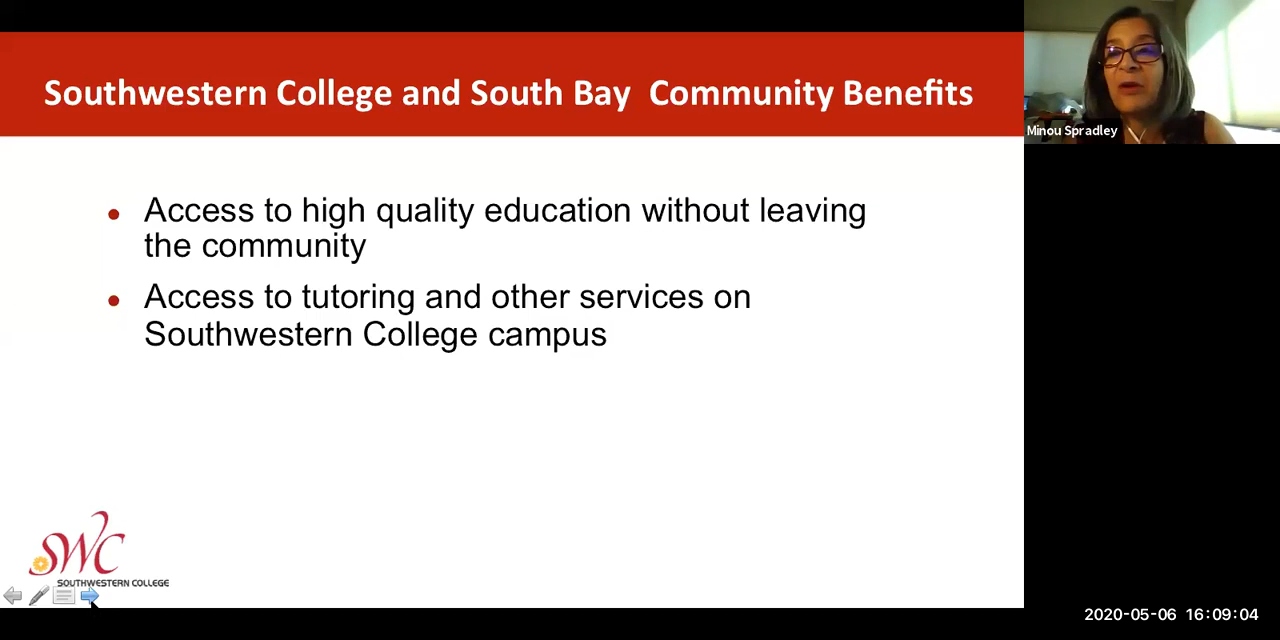 Southwestern College and South Bay  Community Benefits
Minou Spradley
• Access to high quality education without leaving
the community
• Access to tutoring and other services on
Southwestern College campus
SWC
SOUTHWESTERN COLLEGE
2020-05-06 16:09:04